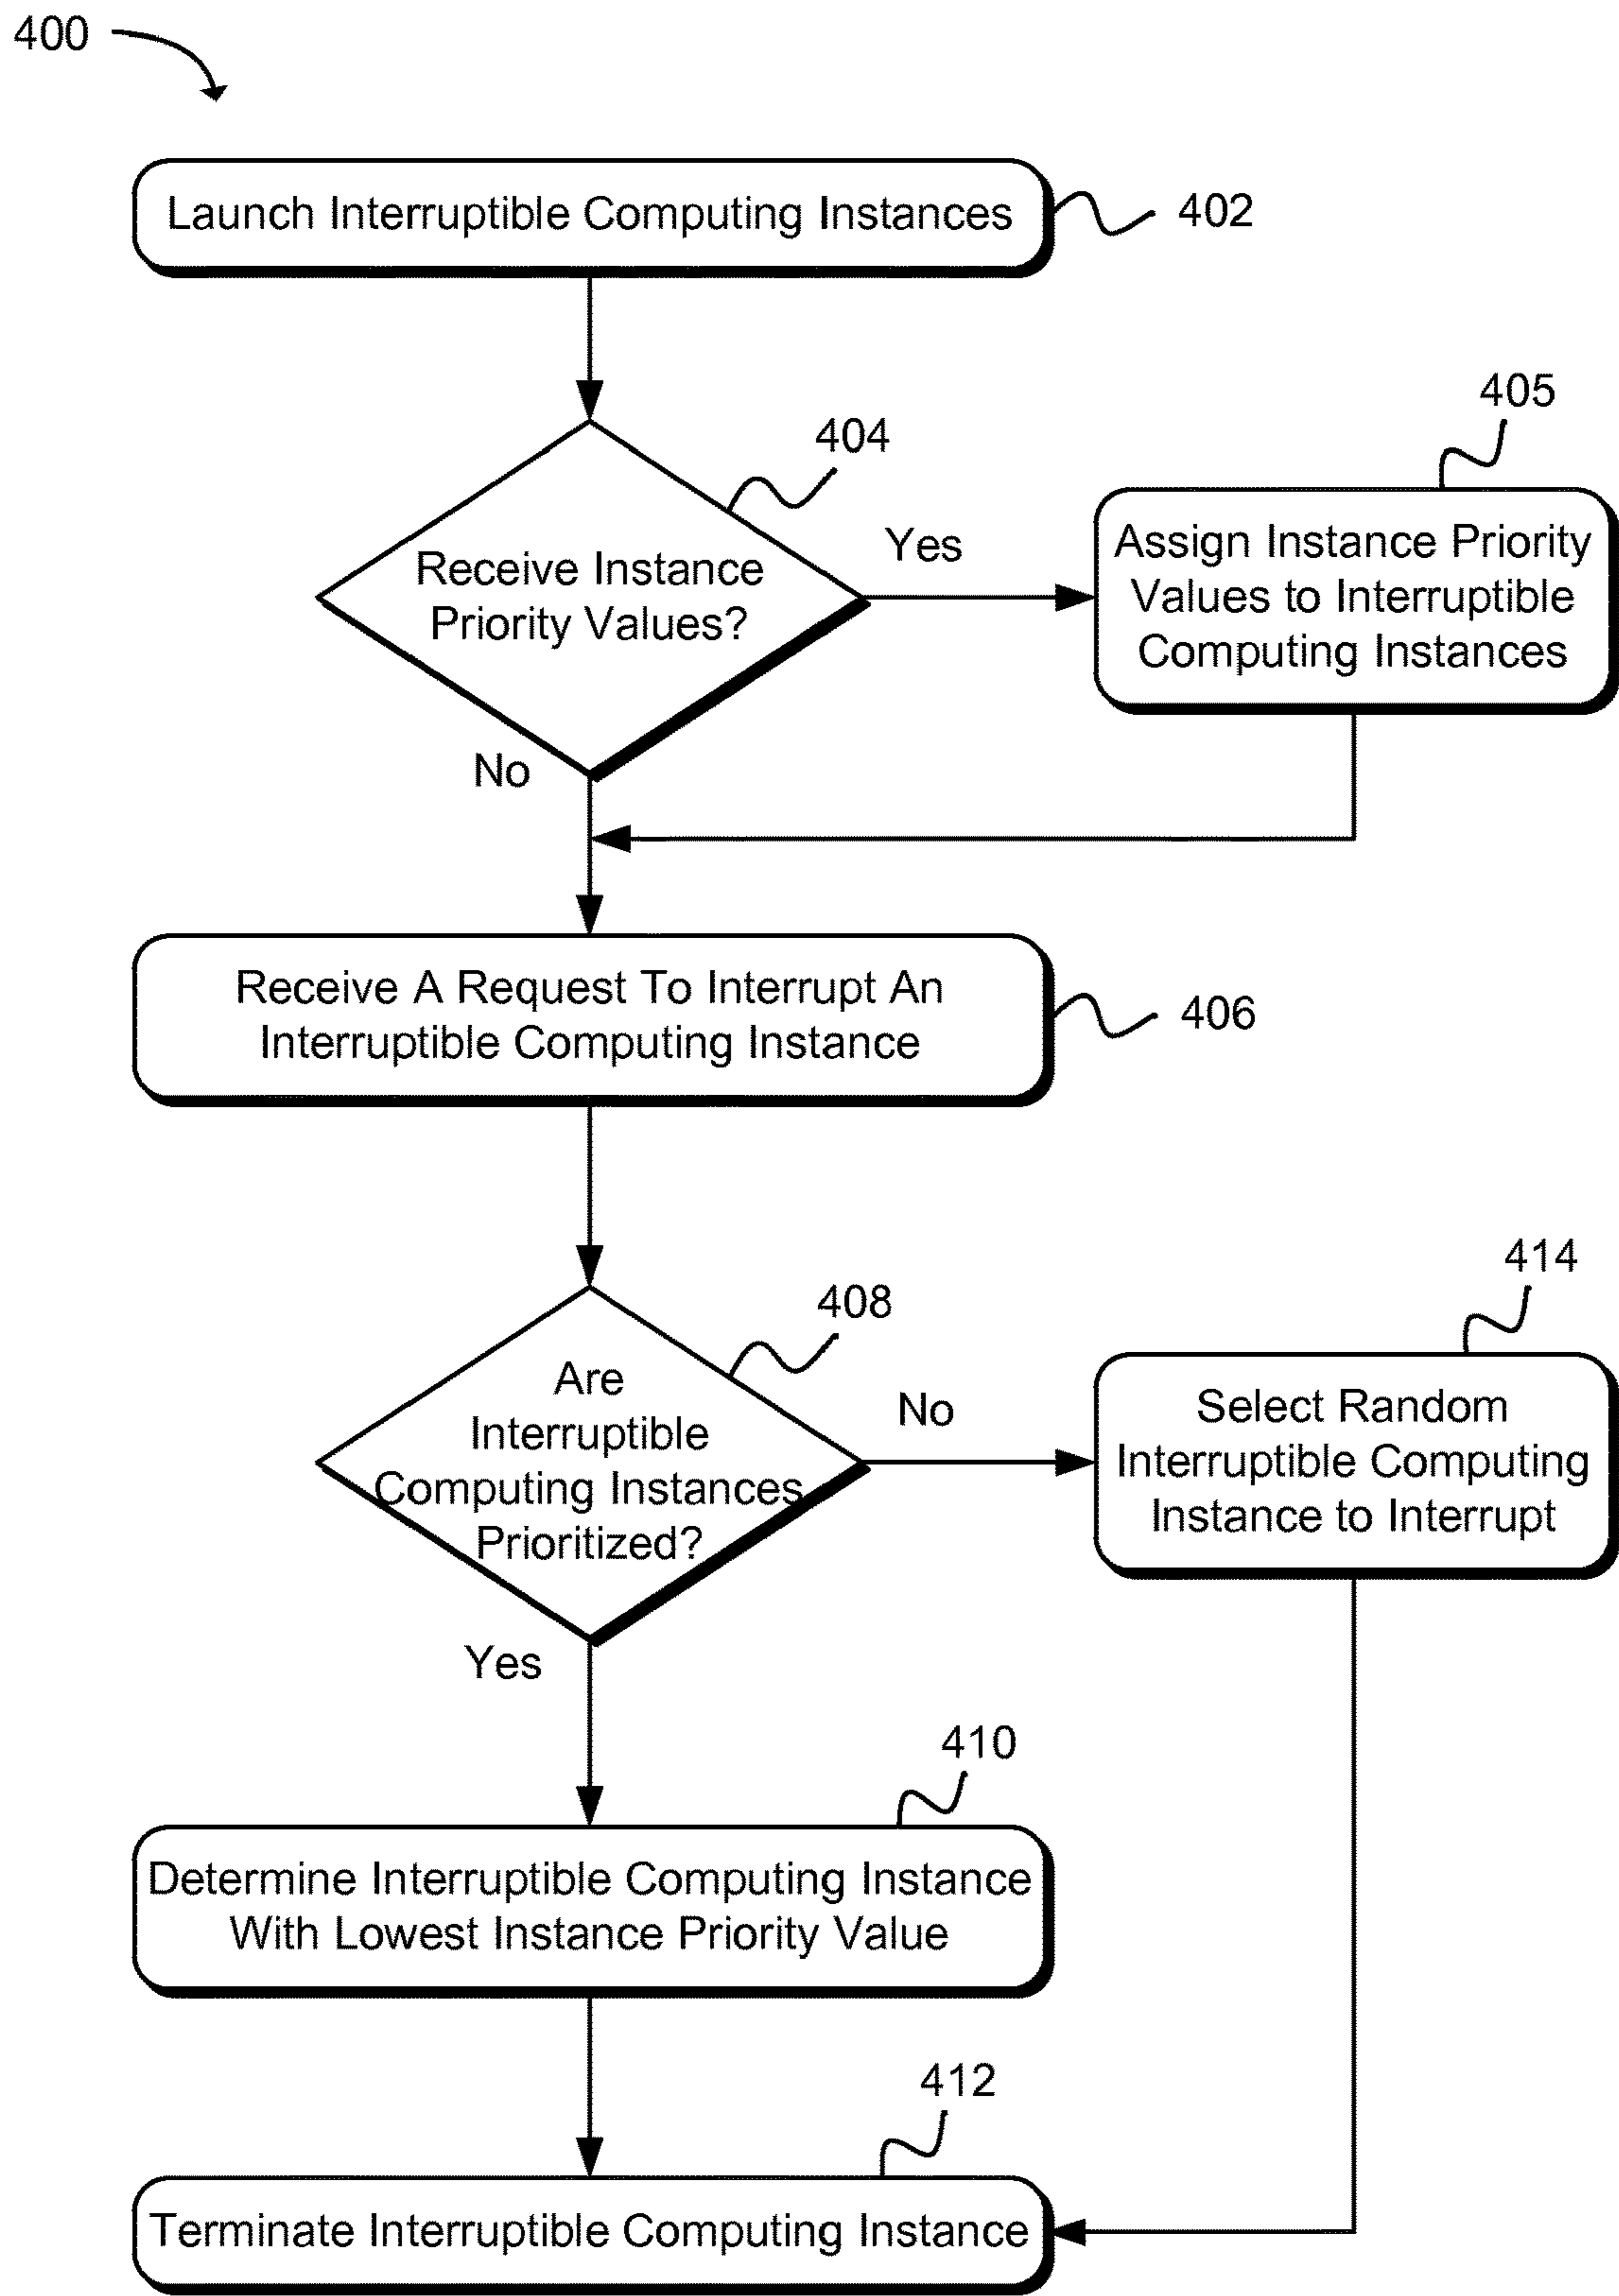 400
Launch Interruptible Computing Instances
402
404
Receive Instance
Priority Values?
Yes
405
Assign Instance Priority
Values to Interruptible
Computing Instances
No
Receive A Request To Interrupt An
Interruptible Computing Instance
406
408
Are
Interruptible
Computing Instances
Prioritized?
No
414
Select Random
Interruptible Computing
Instance to Interrupt
Yes
410
Determine Interruptible Computing Instance
With Lowest Instance Priority Value
412
Terminate Interruptible Computing Instance